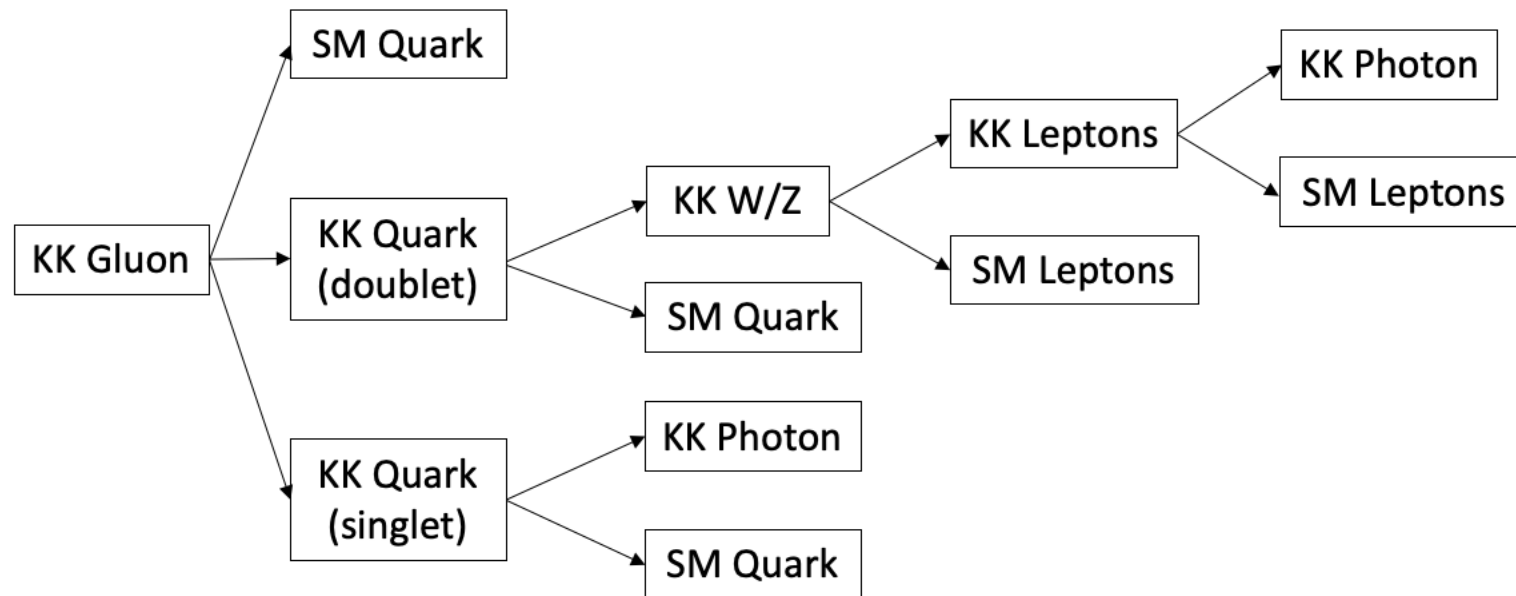 SM Quark
KK Photon
KK Leptons
KK W/Z
SM Leptons
KK Quark
(doublet)
KK Gluon
SM Leptons
SM Quark
KK Photon
KK Quark
(singlet)
SM Quark